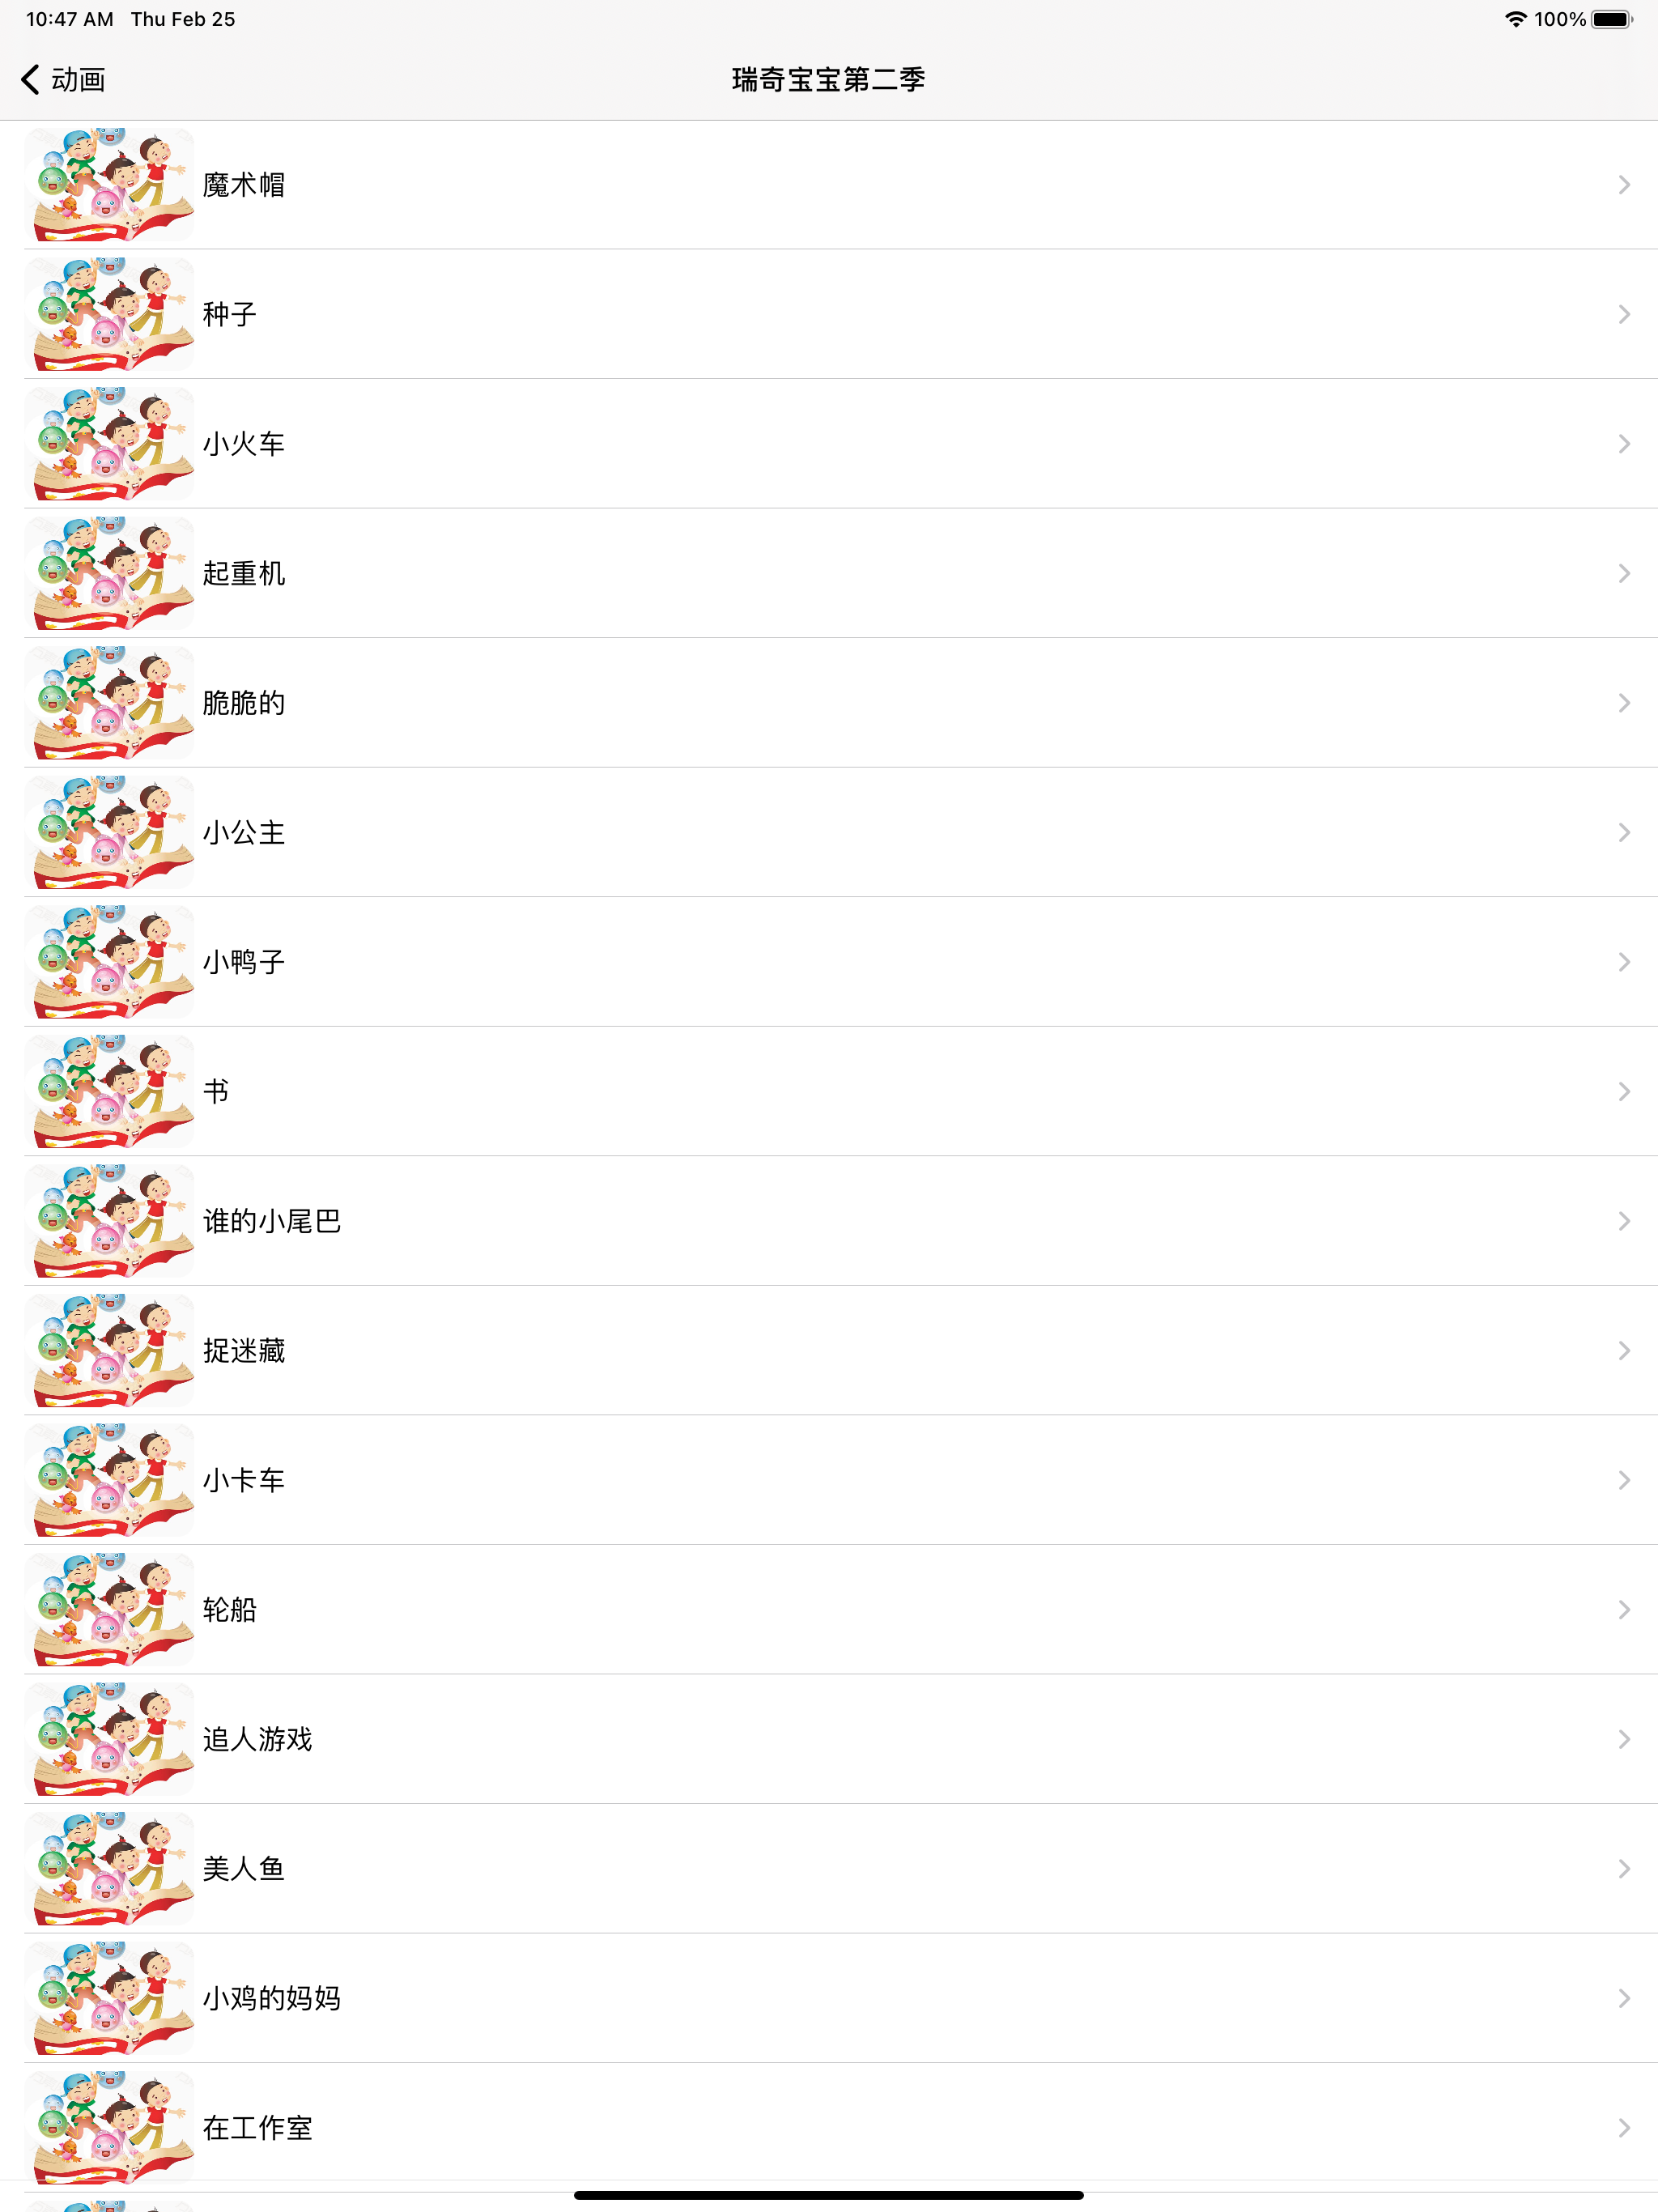 10:47 AM Thu Feb 25
100%
动画
瑞奇宝宝第二季
魔术帽
种子
小火车
起重机
脆脆的
小公主
小鸭子
书
谁的小尾巴
捉迷藏
小卡车
轮船
追人游戏
美人鱼
小鸡的妈妈
在工作室